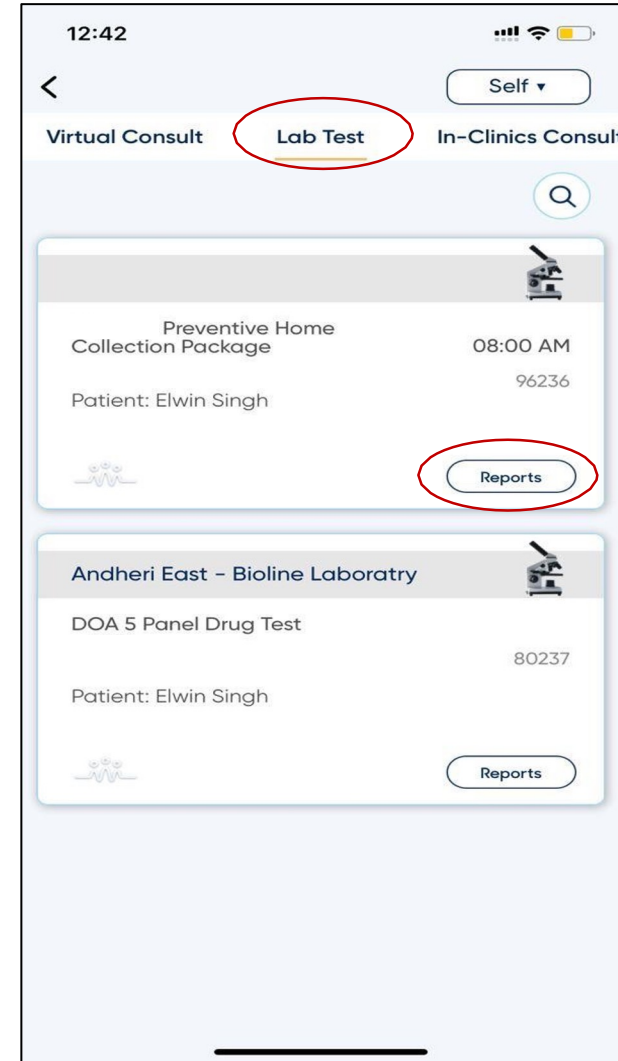 12:42
Self ▾
Virtual Consult Lab Test In-Clinics Consult
Preventive Home
Collection Package 08:00 AM
96236
Patient: Elwin Singh
Reports
Andheri East - Bioline Laboratry
DOA 5 Panel Drug Test
80237
Patient: Elwin Singh
Reports